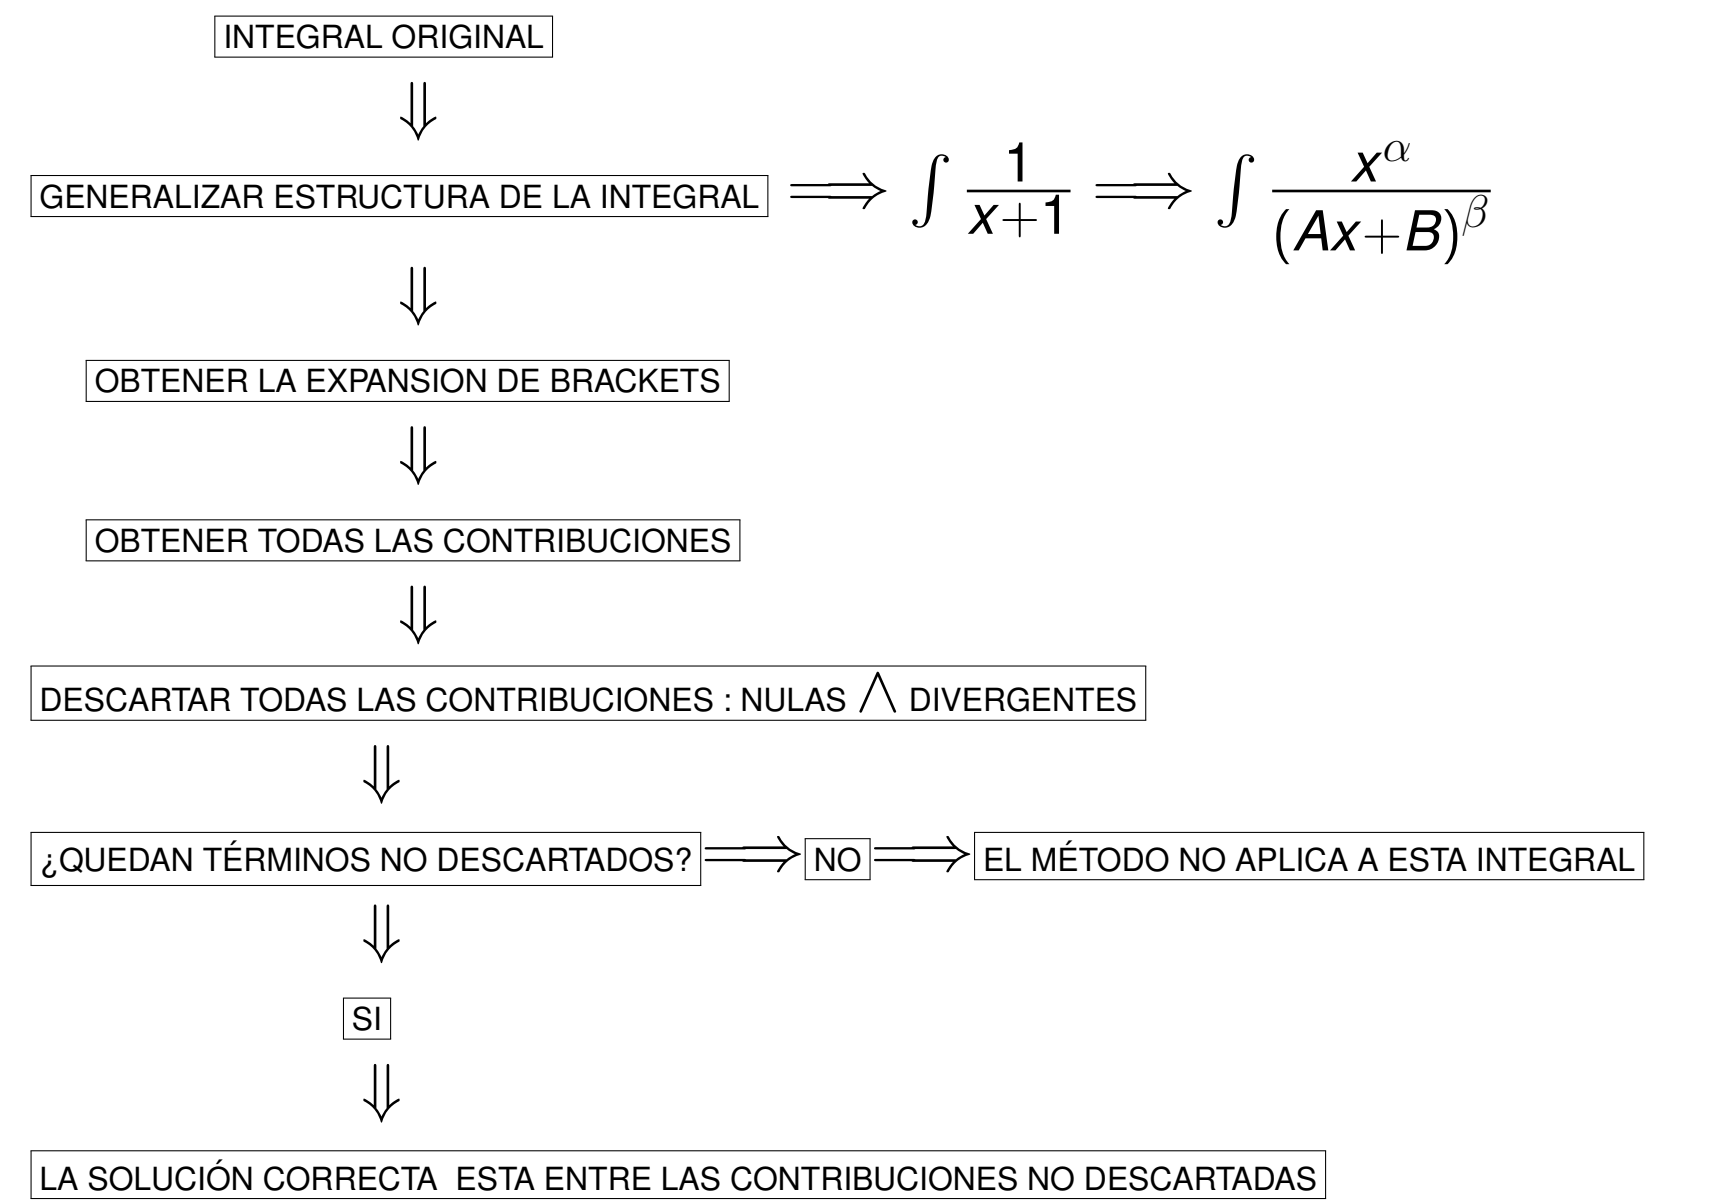 INTEGRAL ORIGINAL
⇓
GENERALIZAR ESTRUCTURA DE LA INTEGRAL ⟹ ∫ 1/(x+1) ⟹ ∫ x^α/(Ax+B)^β
⇓
OBTENER LA EXPANSION DE BRACKETS
⇓
OBTENER TODAS LAS CONTRIBUCIONES
⇓
DESCARTAR TODAS LAS CONTRIBUCIONES : NULAS ⋀ DIVERGENTES
⇓
¿QUEDAN TÉRMINOS NO DESCARTADOS? ⟹ NO ⟹ EL MÉTODO NO APLICA A ESTA INTEGRAL
⇓
SI
⇓
LA SOLUCIÓN CORRECTA ESTA ENTRE LAS CONTRIBUCIONES NO DESCARTADAS